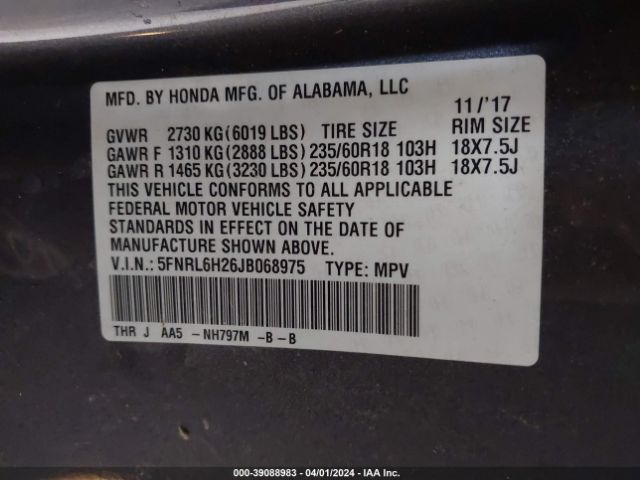 MFD. BY HONDA MFG. OF ALABAMA, LLC
11/'17
GVWR 2730 KG(6019 LBS) TIRE SIZE RIM SIZE
GAWR F 1310 KG(2888 LBS) 235/60R18 103H 18X7.5J
GAWR R 1465 KG(3230 LBS) 235/60R18 103H 18X7.5J
THIS VEHICLE CONFORMS TO ALL APPLICABLE
FEDERAL MOTOR VEHICLE SAFETY
STANDARDS IN EFFECT ON THE DATE OF
MANUFACTURE SHOWN ABOVE.
V.I.N.: 5FNRL6H26JB068975 TYPE: MPV
THR J AA5 -NH797M -B-B
©IMAGE#:39088983 - 04/01/2024 - IAA Inc.